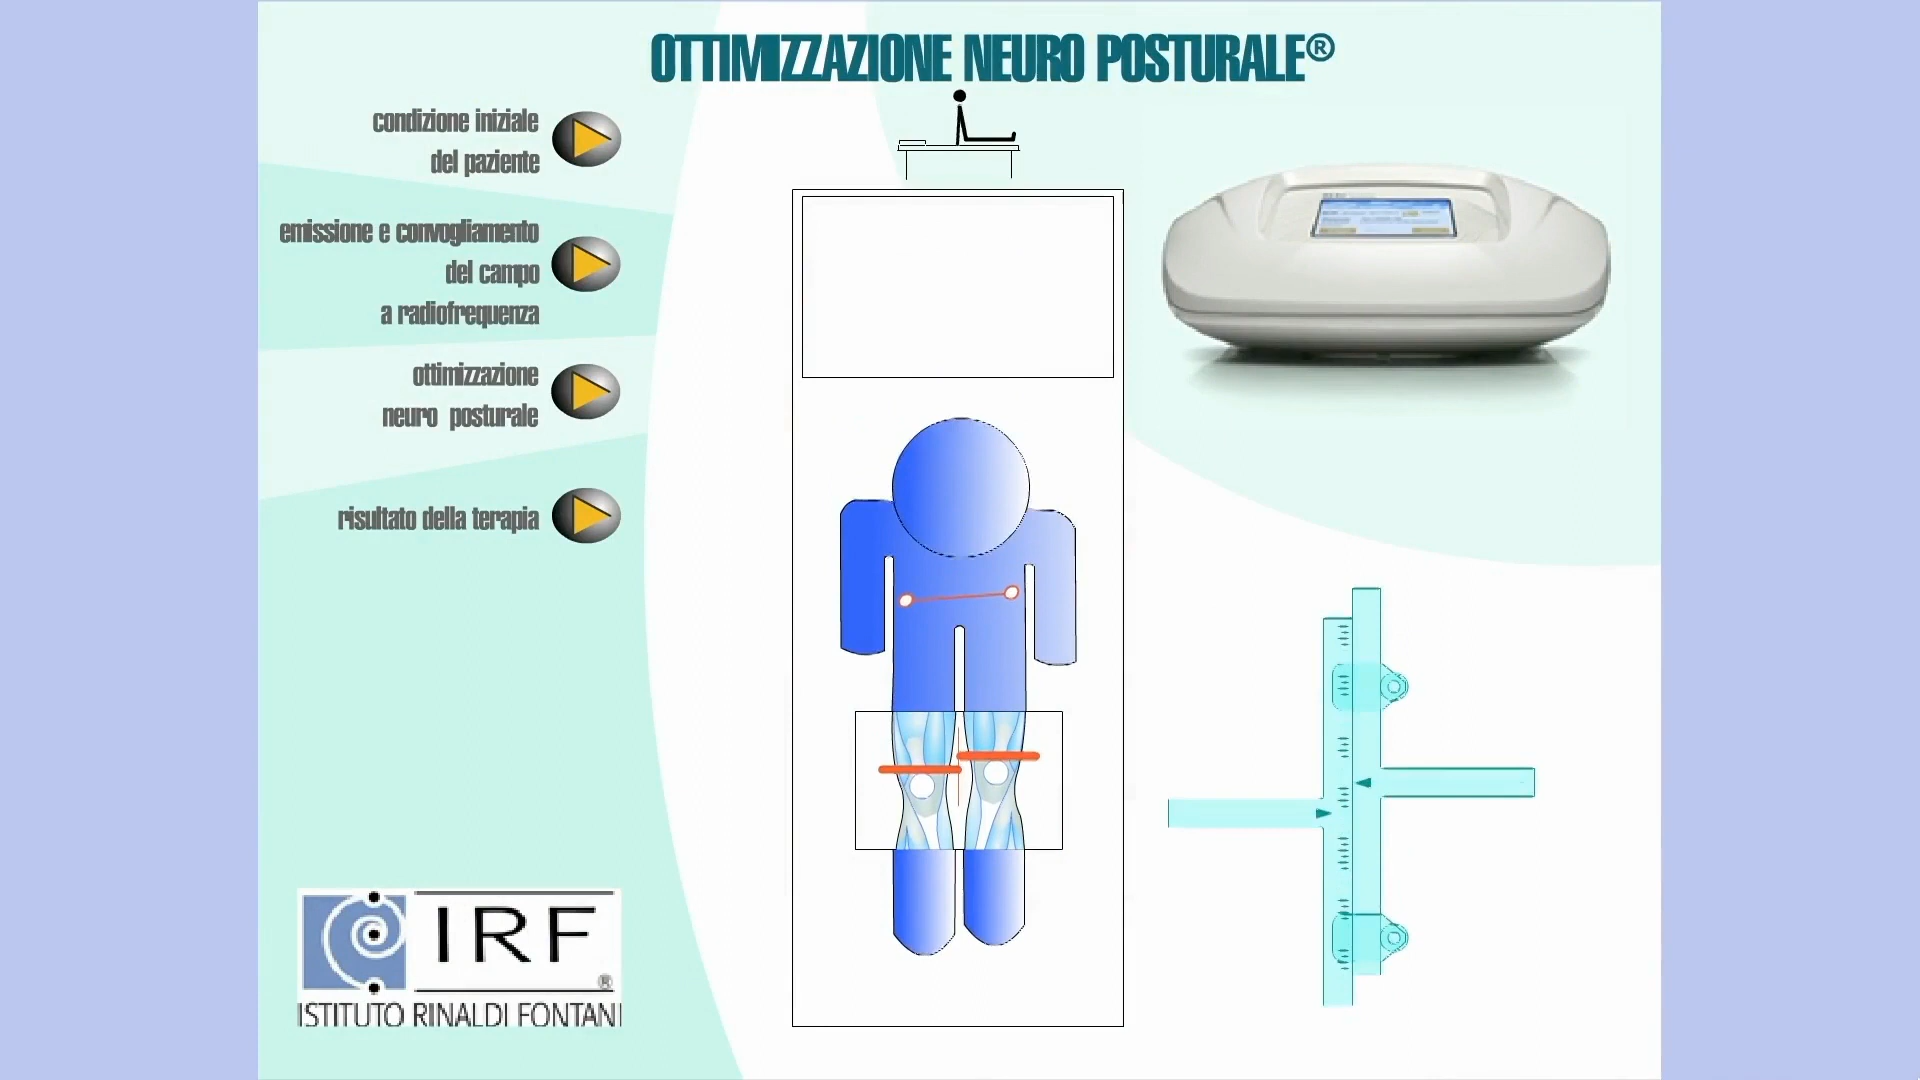 OTTIMIZZAZIONE NEURO POSTURALE®
condizione iniziale
del paziente
emissione e convogliamento
del campo
a radiofrequenza
ottimizzazione
neuro posturale
risultato della terapia
IRF
®
ISTITUTO RINALDI FONTANI